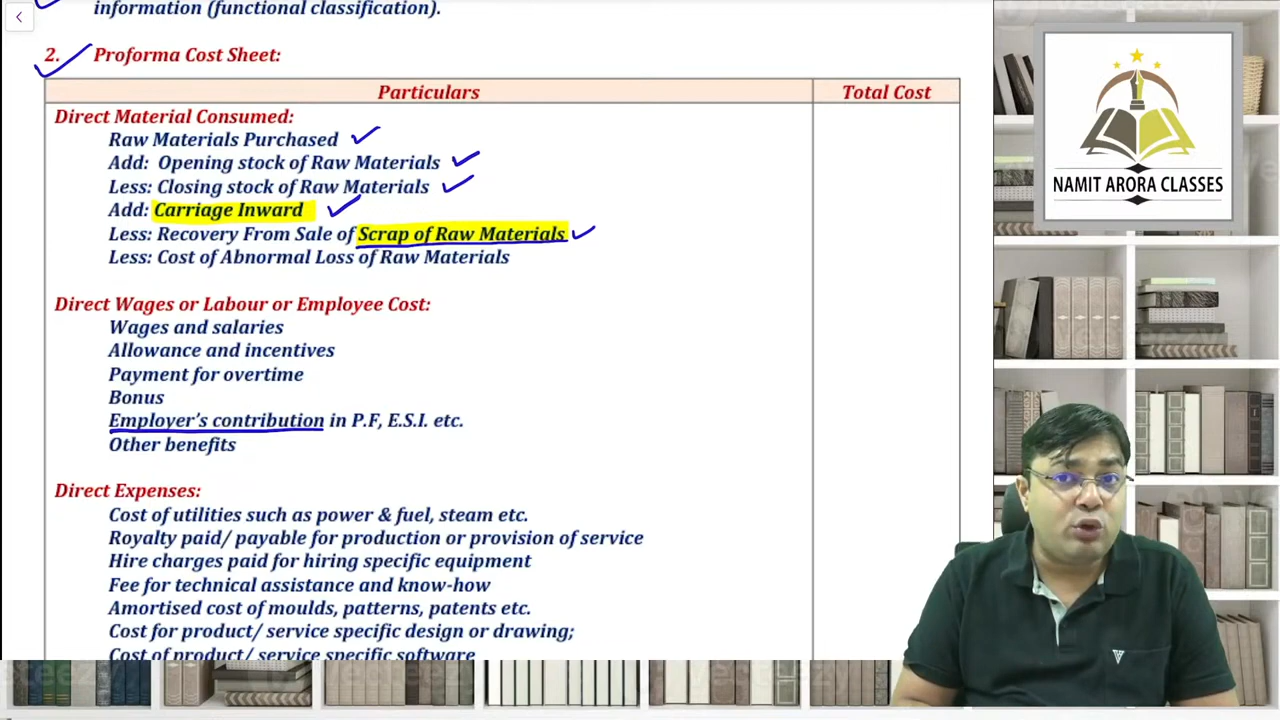 information (functional classification).
2. Proforma Cost Sheet:
Particulars Total Cost
Direct Material Consumed:
Raw Materials Purchased
Add: Opening stock of Raw Materials
Less: Closing stock of Raw Materials
Add: Carriage Inward
Less: Recovery From Sale of Scrap of Raw Materials
Less: Cost of Abnormal Loss of Raw Materials
Direct Wages or Labour or Employee Cost:
Wages and salaries
Allowance and incentives
Payment for overtime
Bonus
Employer's contribution in P.F, E.S.I. etc.
Other benefits
Direct Expenses:
Cost of utilities such as power & fuel, steam etc.
Royalty paid/ payable for production or provision of service
Hire charges paid for hiring specific equipment
Fee for technical assistance and know-how
Amortised cost of moulds, patterns, patents etc.
Cost for product/ service specific design or drawing;
Cost of product/ service specific software
NAMIT ARORA CLASSES